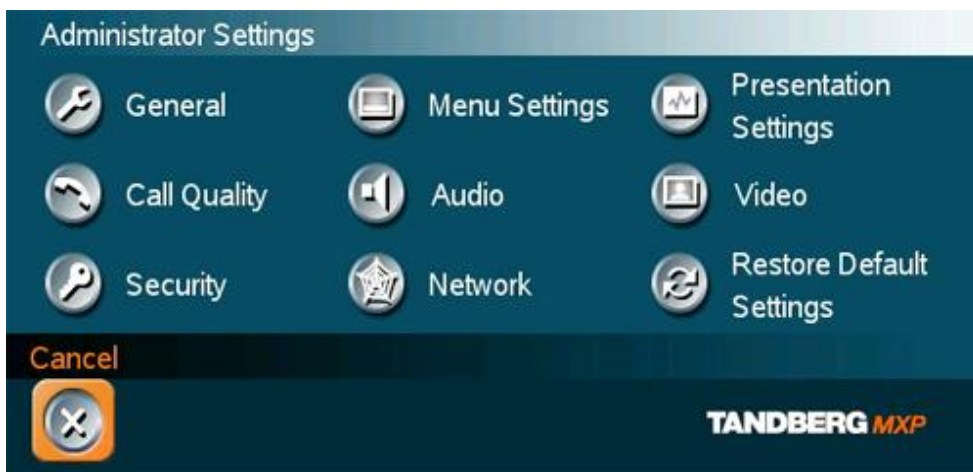 Administrator Settings
General
Menu Settings
Presentation
Settings
Call Quality
Audio
Video
Security
Network
Restore Default
Settings
Cancel
TANDBERG MXP